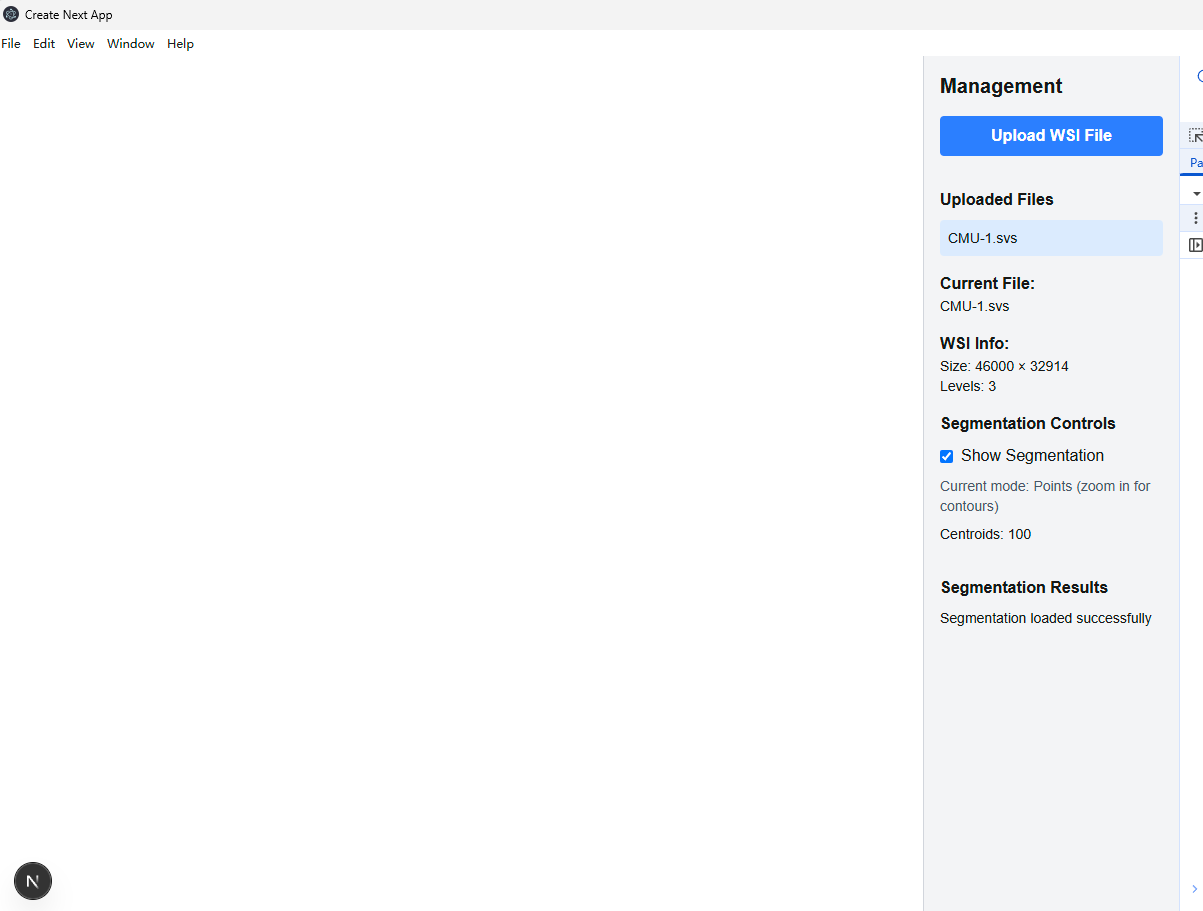 Create Next App
File Edit View Window Help
Management
Upload WSI File
Uploaded Files
CMU-1.svs
Current File:
CMU-1.svs
WSI Info:
Size: 46000 × 32914
Levels: 3
Segmentation Controls
Show Segmentation
Current mode: Points (zoom in for
contours)
Centroids: 100
Segmentation Results
Segmentation loaded successfully
Pa
N